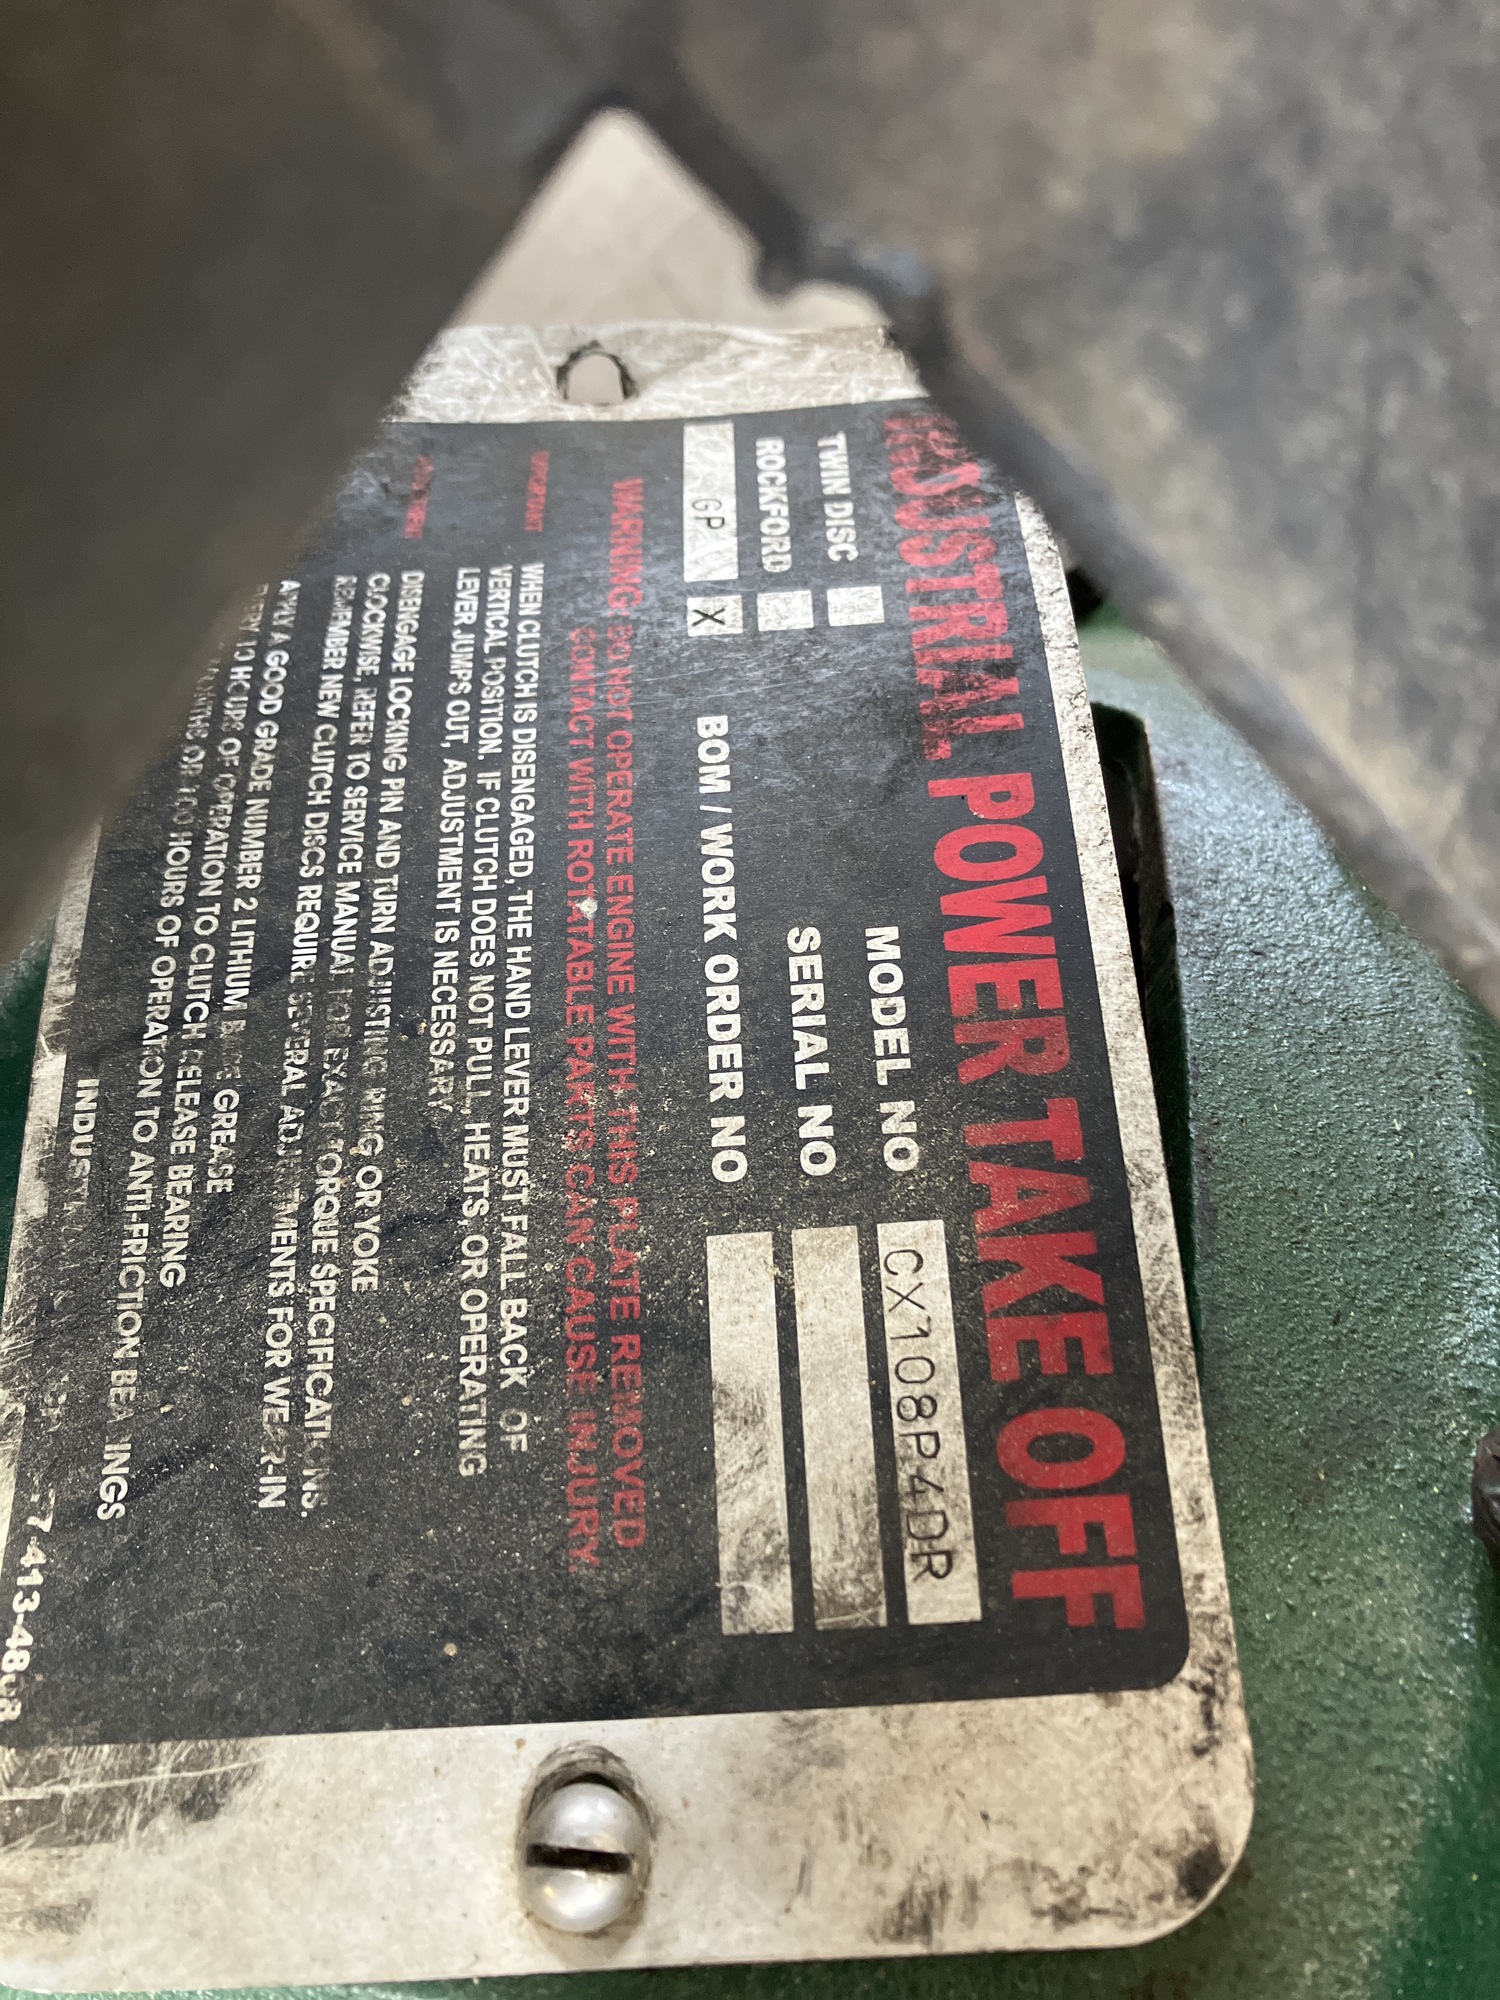 INDUSTRIAL POWER TAKE OFF
TWIN DISC
MODEL NO CX108P4DR
ROCKFORD
SERIAL NO
GP X BOM / WORK ORDER NO
WARNING: DO NOT OPERATE ENGINE WITH THIS PLATE REMOVED
CONTACT WITH ROTATABLE PARTS CAN CAUSE INJURY.
IMPORTANT WHEN CLUTCH IS DISENGAGED, THE HAND LEVER MUST FALL BACK OF
VERTICAL POSITION. IF CLUTCH DOES NOT PULL, HEATS, OR OPERATING
LEVER JUMPS OUT, ADJUSTMENT IS NECESSARY
DISENGAGE LOCKING PIN AND TURN ADJUSTING RING OR YOKE
CLOCKWISE, REFER TO SERVICE MANUAL FOR EXACT TORQUE SPECIFICATIONS.
REMEMBER NEW CLUTCH DISCS REQUIRE SEVERAL ADJUSTMENTS FOR WEAR-IN
APPLY A GOOD GRADE NUMBER 2 LITHIUM BASE GREASE
EVERY 10 HOURS OF OPERATION TO CLUTCH RELEASE BEARING
OR 100 HOURS OF OPERATION TO ANTI-FRICTION BEARINGS